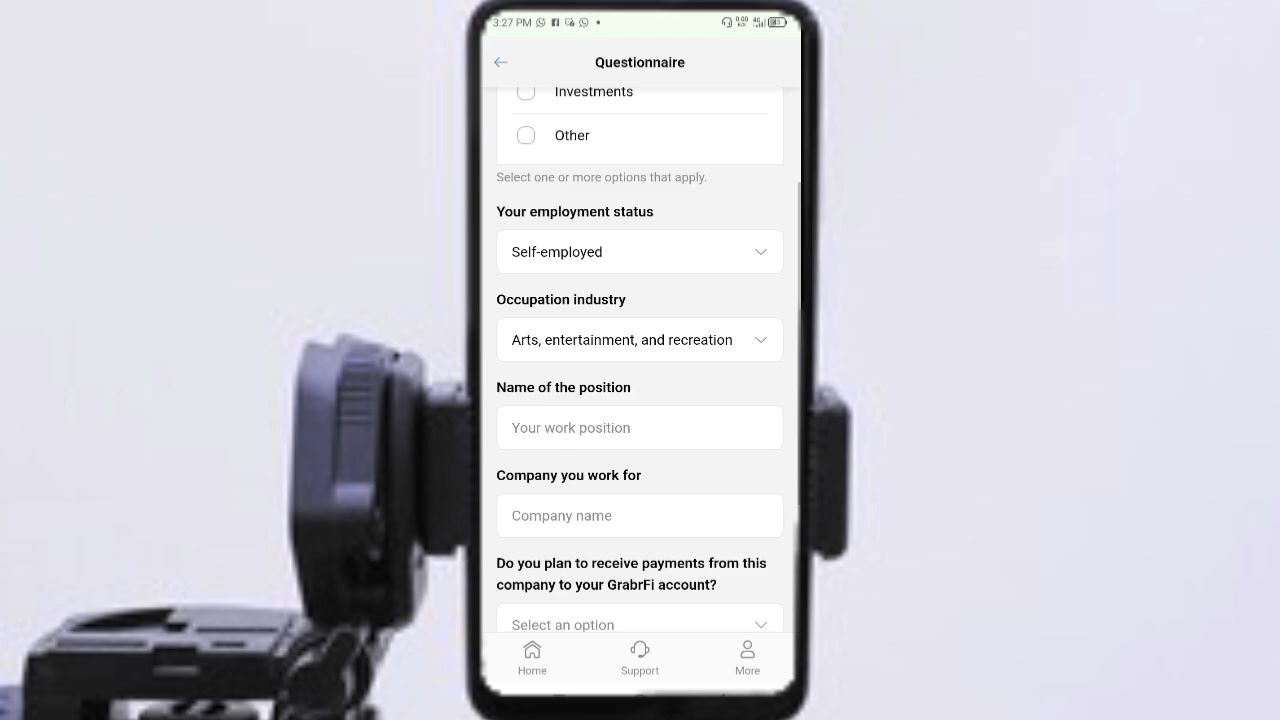 3:27 PM
Questionnaire
Investments
Other
Select one or more options that apply.
Your employment status
Self-employed
Occupation industry
Arts, entertainment, and recreation
Name of the position
Your work position
Company you work for
Company name
Do you plan to receive payments from this
company to your GrabrFi account?
Select an option
Home Support More